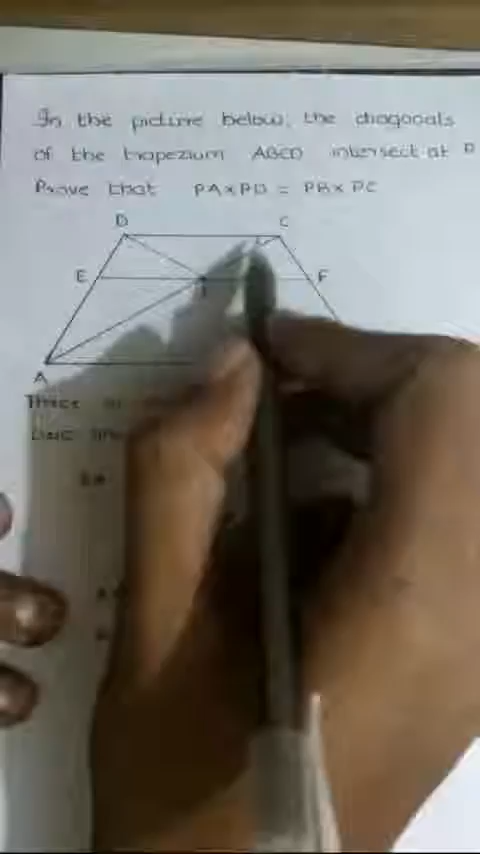 In the picture below, the diagonals
of the trapezium ABCD intersect at P
Prove that PA×PD = PB×PC
D C
E F
P
A